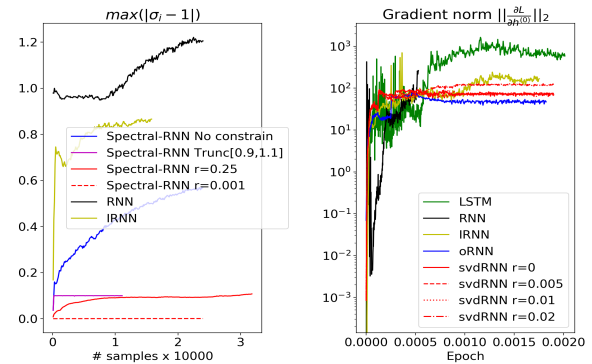 max(|σᵢ − 1|)
1.2
1.0
0.8
0.6
0.4
0.2
0.0
Spectral-RNN No constrain
Spectral-RNN Trunc[0.9,1.1]
Spectral-RNN r=0.25
Spectral-RNN r=0.001
RNN
IRNN
0 1 2 3
# samples x 10000
Gradient norm ||∂L/∂h⁽⁰⁾||₂
10³
10²
10¹
10⁰
10⁻¹
10⁻²
10⁻³
LSTM
RNN
IRNN
oRNN
svdRNN r=0
svdRNN r=0.005
svdRNN r=0.01
svdRNN r=0.02
0.0000 0.0005 0.0010 0.0015 0.0020
Epoch